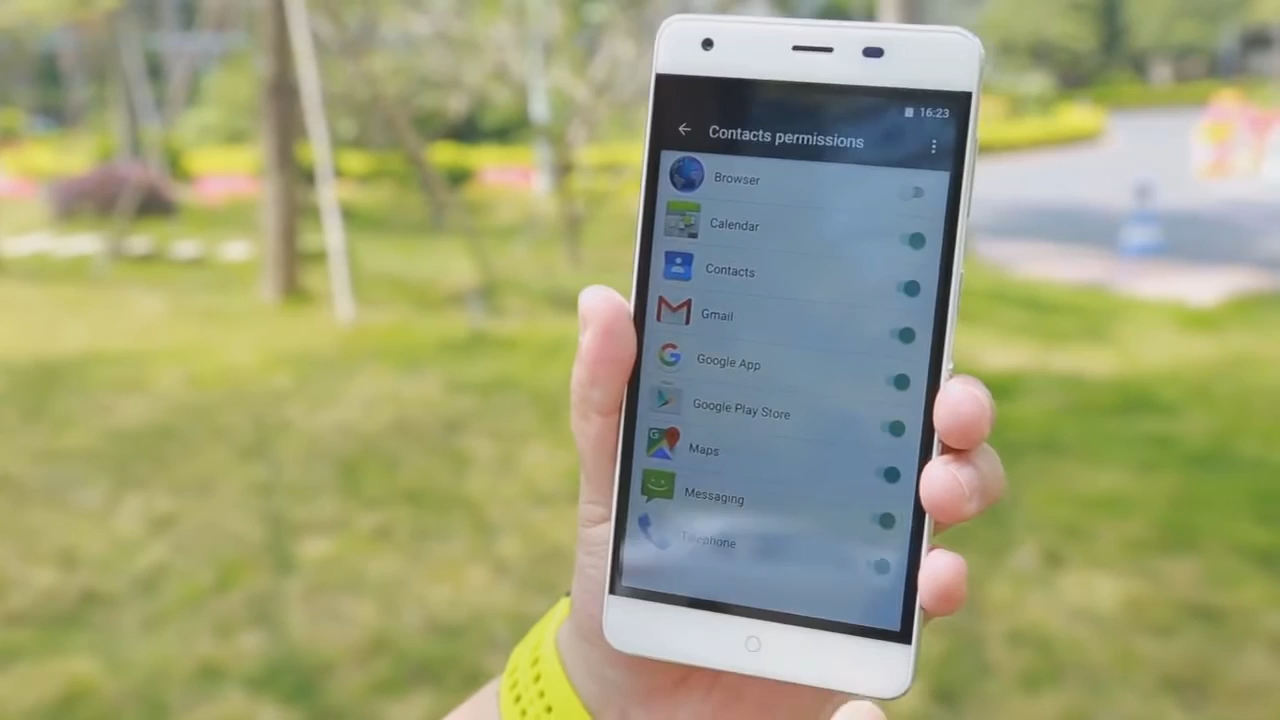 16:23
Contacts permissions
Browser
Calendar
Contacts
Gmail
Google App
Google Play Store
Maps
Messaging
Telephone